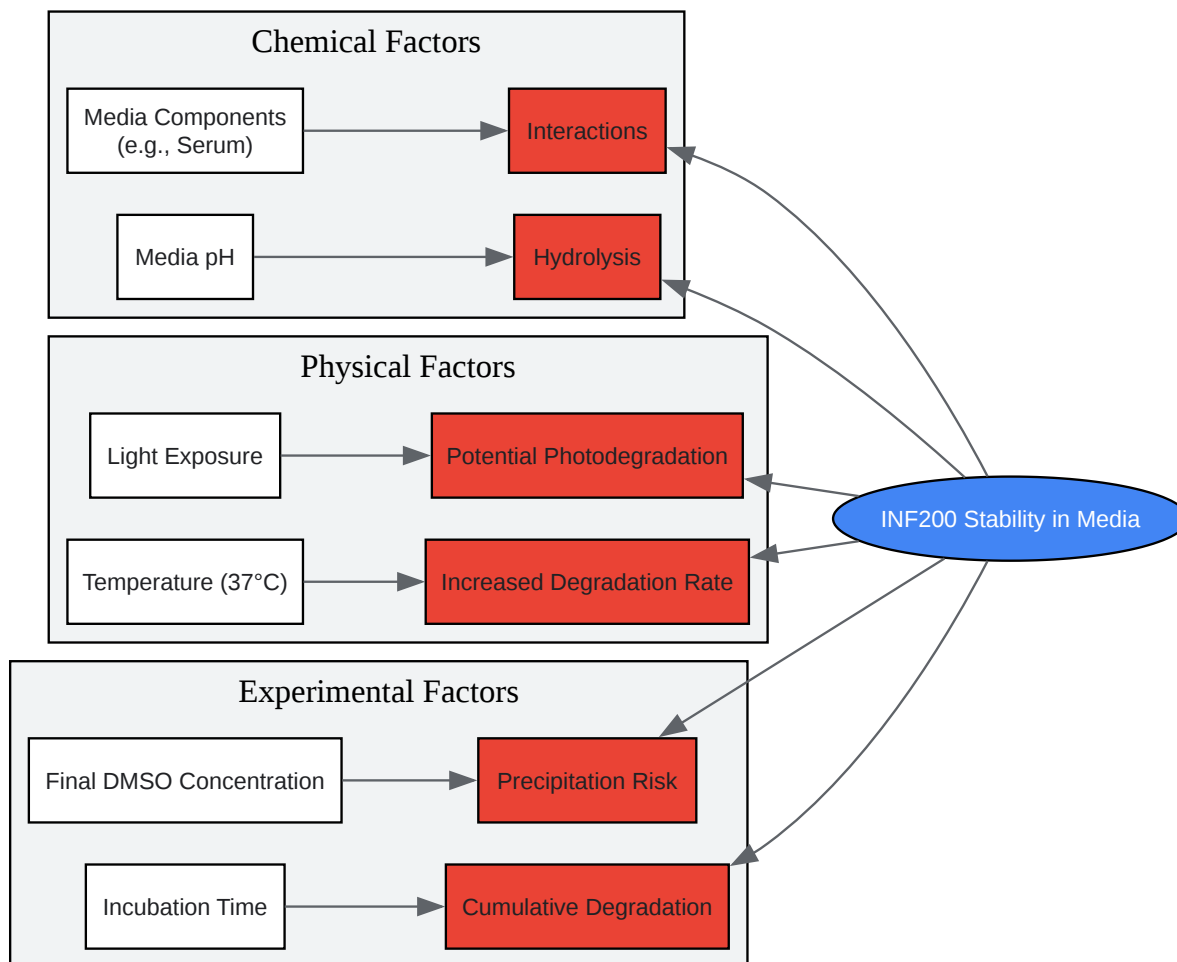 Chemical Factors
Media Components
(e.g., Serum)
Interactions
Media pH
Hydrolysis
Physical Factors
Light Exposure
Potential Photodegradation
Temperature (37°C)
Increased Degradation Rate
INF200 Stability in Media
Experimental Factors
Final DMSO Concentration
Precipitation Risk
Incubation Time
Cumulative Degradation